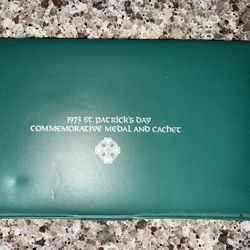 1973 St. Patrick's Day
Commemorative Medal and Cachet